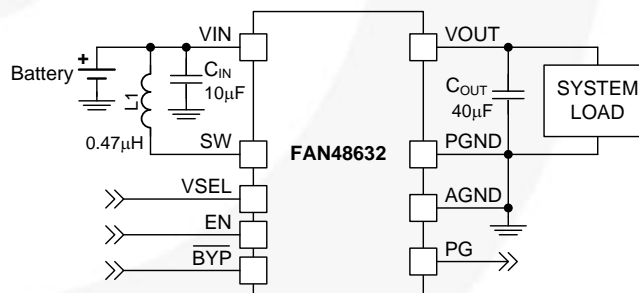 VIN
VOUT
+
Battery
L1
CIN
10μF
COUT
40μF
SYSTEM
LOAD
0.47μH
SW
FAN48632
PGND
VSEL
EN
AGND
BYP
PG